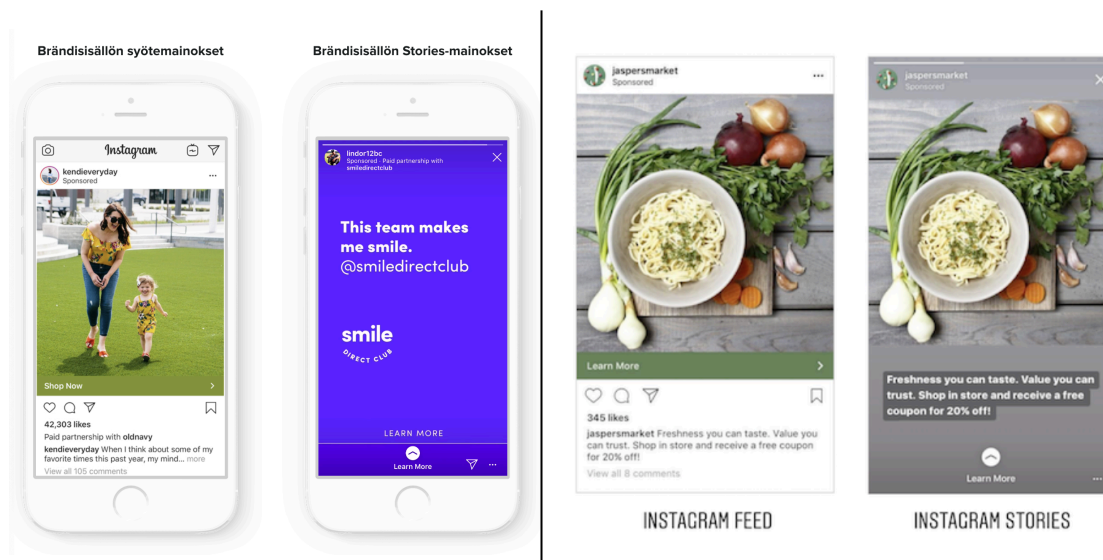 Brändisisällön syötemainokset
Instagram
kendieveryday
Sponsored
Shop Now
42,303 likes
Paid partnership with oldnavy
kendieveryday When I think about some of my
favorite times this past year, my mind... more
View all 105 comments
Brändisisällön Stories-mainokset
lindor12bc
Sponsored · Paid partnership with
smiledirectclub
This team makes
me smile.
@smiledirectclub
smile
DIRECT CLUB
LEARN MORE
Learn More
jaspersmarket
Sponsored
Learn More
345 likes
jaspersmarket Freshness you can taste. Value you
can trust. Shop in store and receive a free coupon
for 20% off!
View all 8 comments
INSTAGRAM FEED
jaspersmarket
Sponsored
Freshness you can taste. Value you can
trust. Shop in store and receive a free
coupon for 20% off!
Learn More
INSTAGRAM STORIES